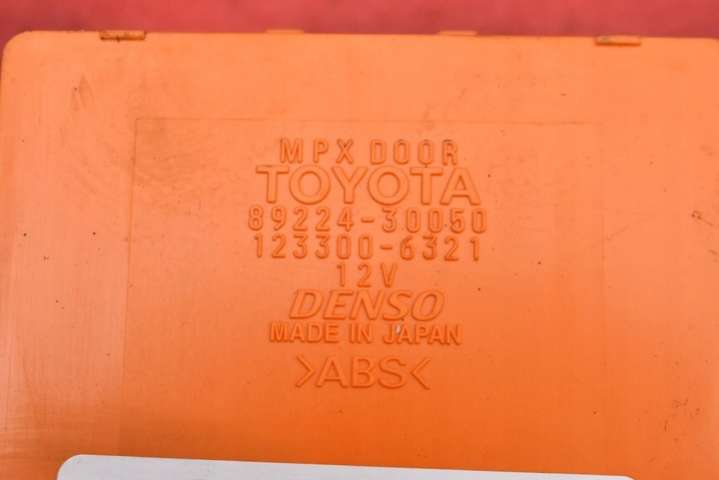 MPX DOOR
TOYOTA
89224-30050
123300-6321
12V
DENSO
MADE IN JAPAN
>ABS<